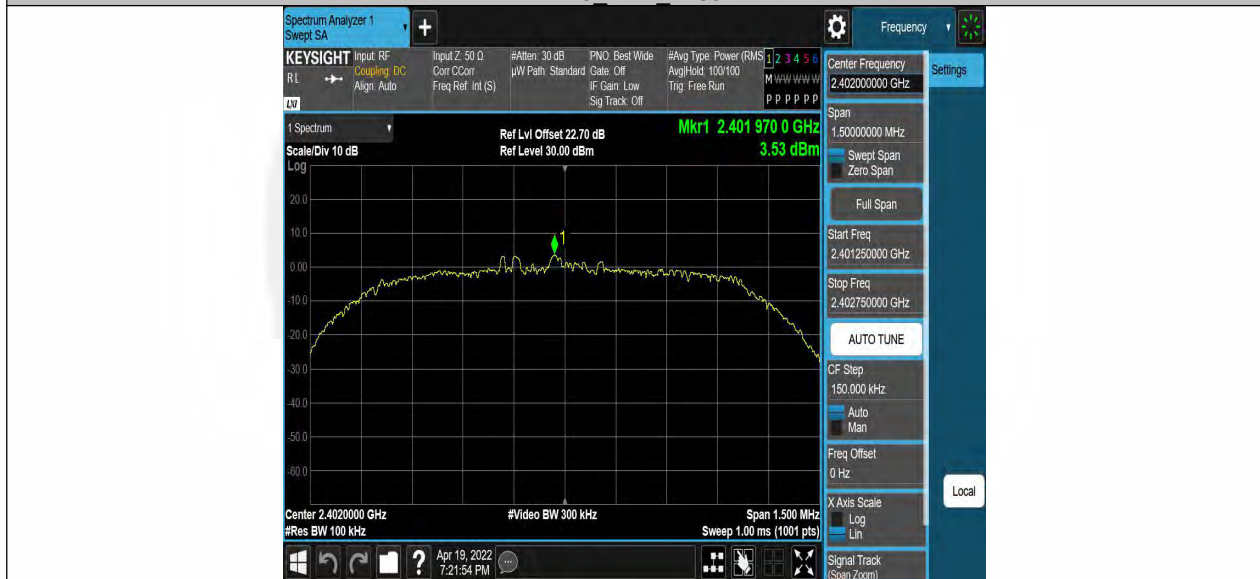 Spectrum Analyzer 1
Swept SA
+
Frequency
KEYSIGHT
RL
LXI
Input: RF
Coupling: DC
Align: Auto
Input Z: 50 Ω
Corr CCorr
Freq Ref: Int (S)
#Atten: 30 dB
µW Path: Standard
PNO: Best Wide
Gate: Off
IF Gain: Low
Sig Track: Off
#Avg Type: Power (RMS
Avg|Hold: 100/100
Trig: Free Run
1 2 3 4 5 6
M W W W W W
P P P P P P
1 Spectrum
Scale/Div 10 dB
Log
Ref Lvl Offset 22.70 dB
Ref Level 30.00 dBm
Mkr1 2.401 970 0 GHz
3.53 dBm
20.0
10.0
0.00
-10.0
-20.0
-30.0
-40.0
-50.0
-60.0
1
Center 2.4020000 GHz
#Res BW 100 kHz
#Video BW 300 kHz
Span 1.500 MHz
Sweep 1.00 ms (1001 pts)
Apr 19, 2022
7:21:54 PM
?
Center Frequency
2.402000000 GHz
Settings
Span
1.50000000 MHz
Swept Span
Zero Span
Full Span
Start Freq
2.401250000 GHz
Stop Freq
2.402750000 GHz
AUTO TUNE
CF Step
150.000 kHz
Auto
Man
Freq Offset
0 Hz
X Axis Scale
Log
Lin
Local
Signal Track
(Span Zoom)